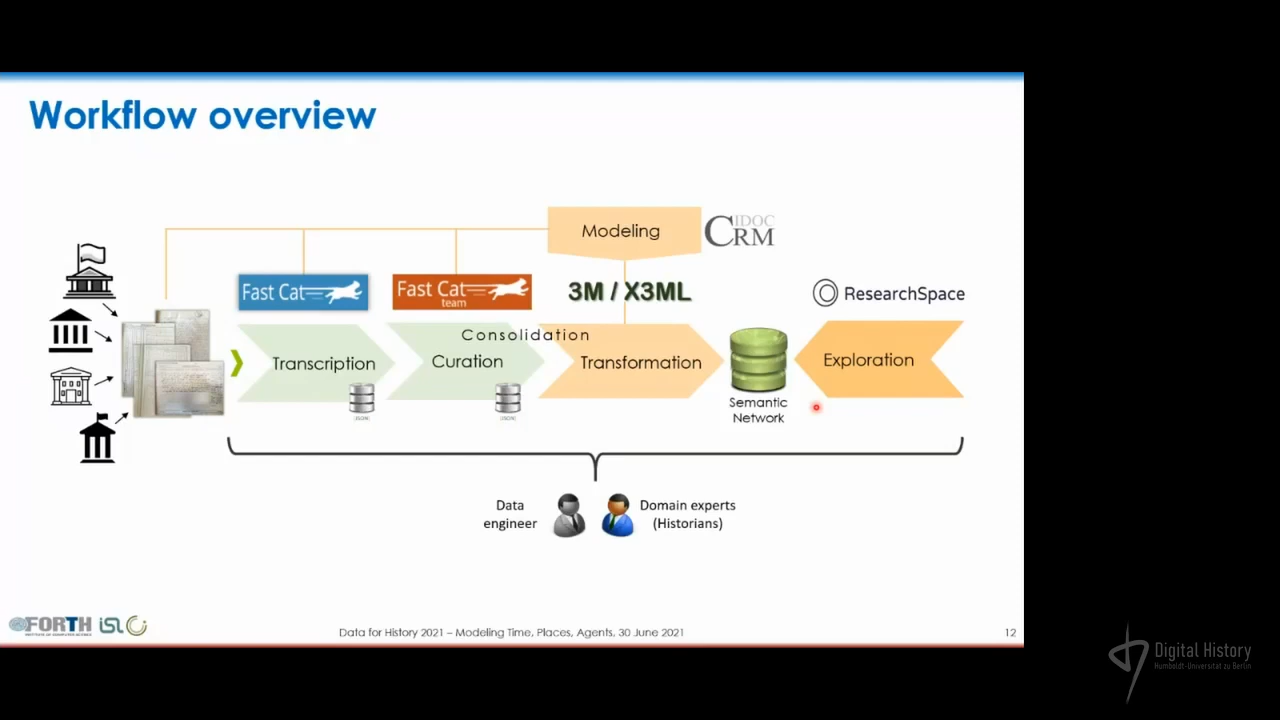 Workflow overview
Modeling
CIDOC
CRM
Fast Cat
Fast Cat
team
3M / X3ML
ResearchSpace
Consolidation
Transcription
Curation
Transformation
Exploration
Semantic
Network
Data
engineer
Domain experts
(Historians)
FORTH
INSTITUTE OF COMPUTER SCIENCE
isl
Data for History 2021 – Modeling Time, Places, Agents, 30 June 2021
12
Digital History
Humboldt-Universität zu Berlin